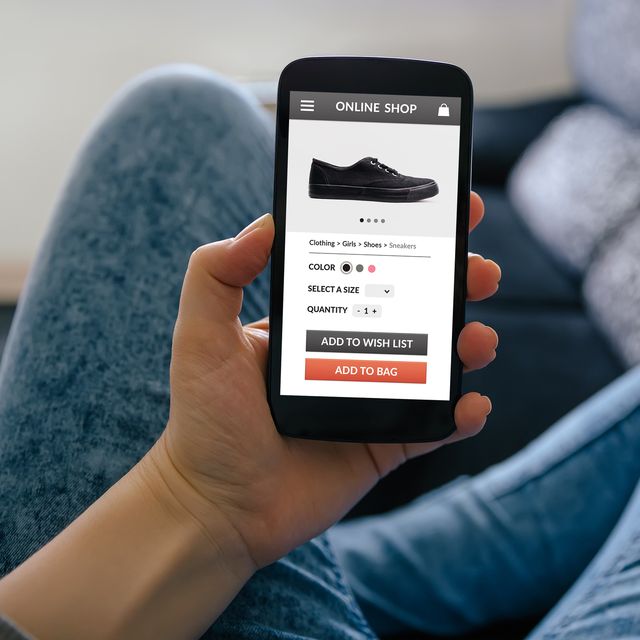 ONLINE SHOP
Clothing > Girls > Shoes > Sneakers
COLOR
SELECT A SIZE
QUANTITY - 1 +
ADD TO WISH LIST
ADD TO BAG